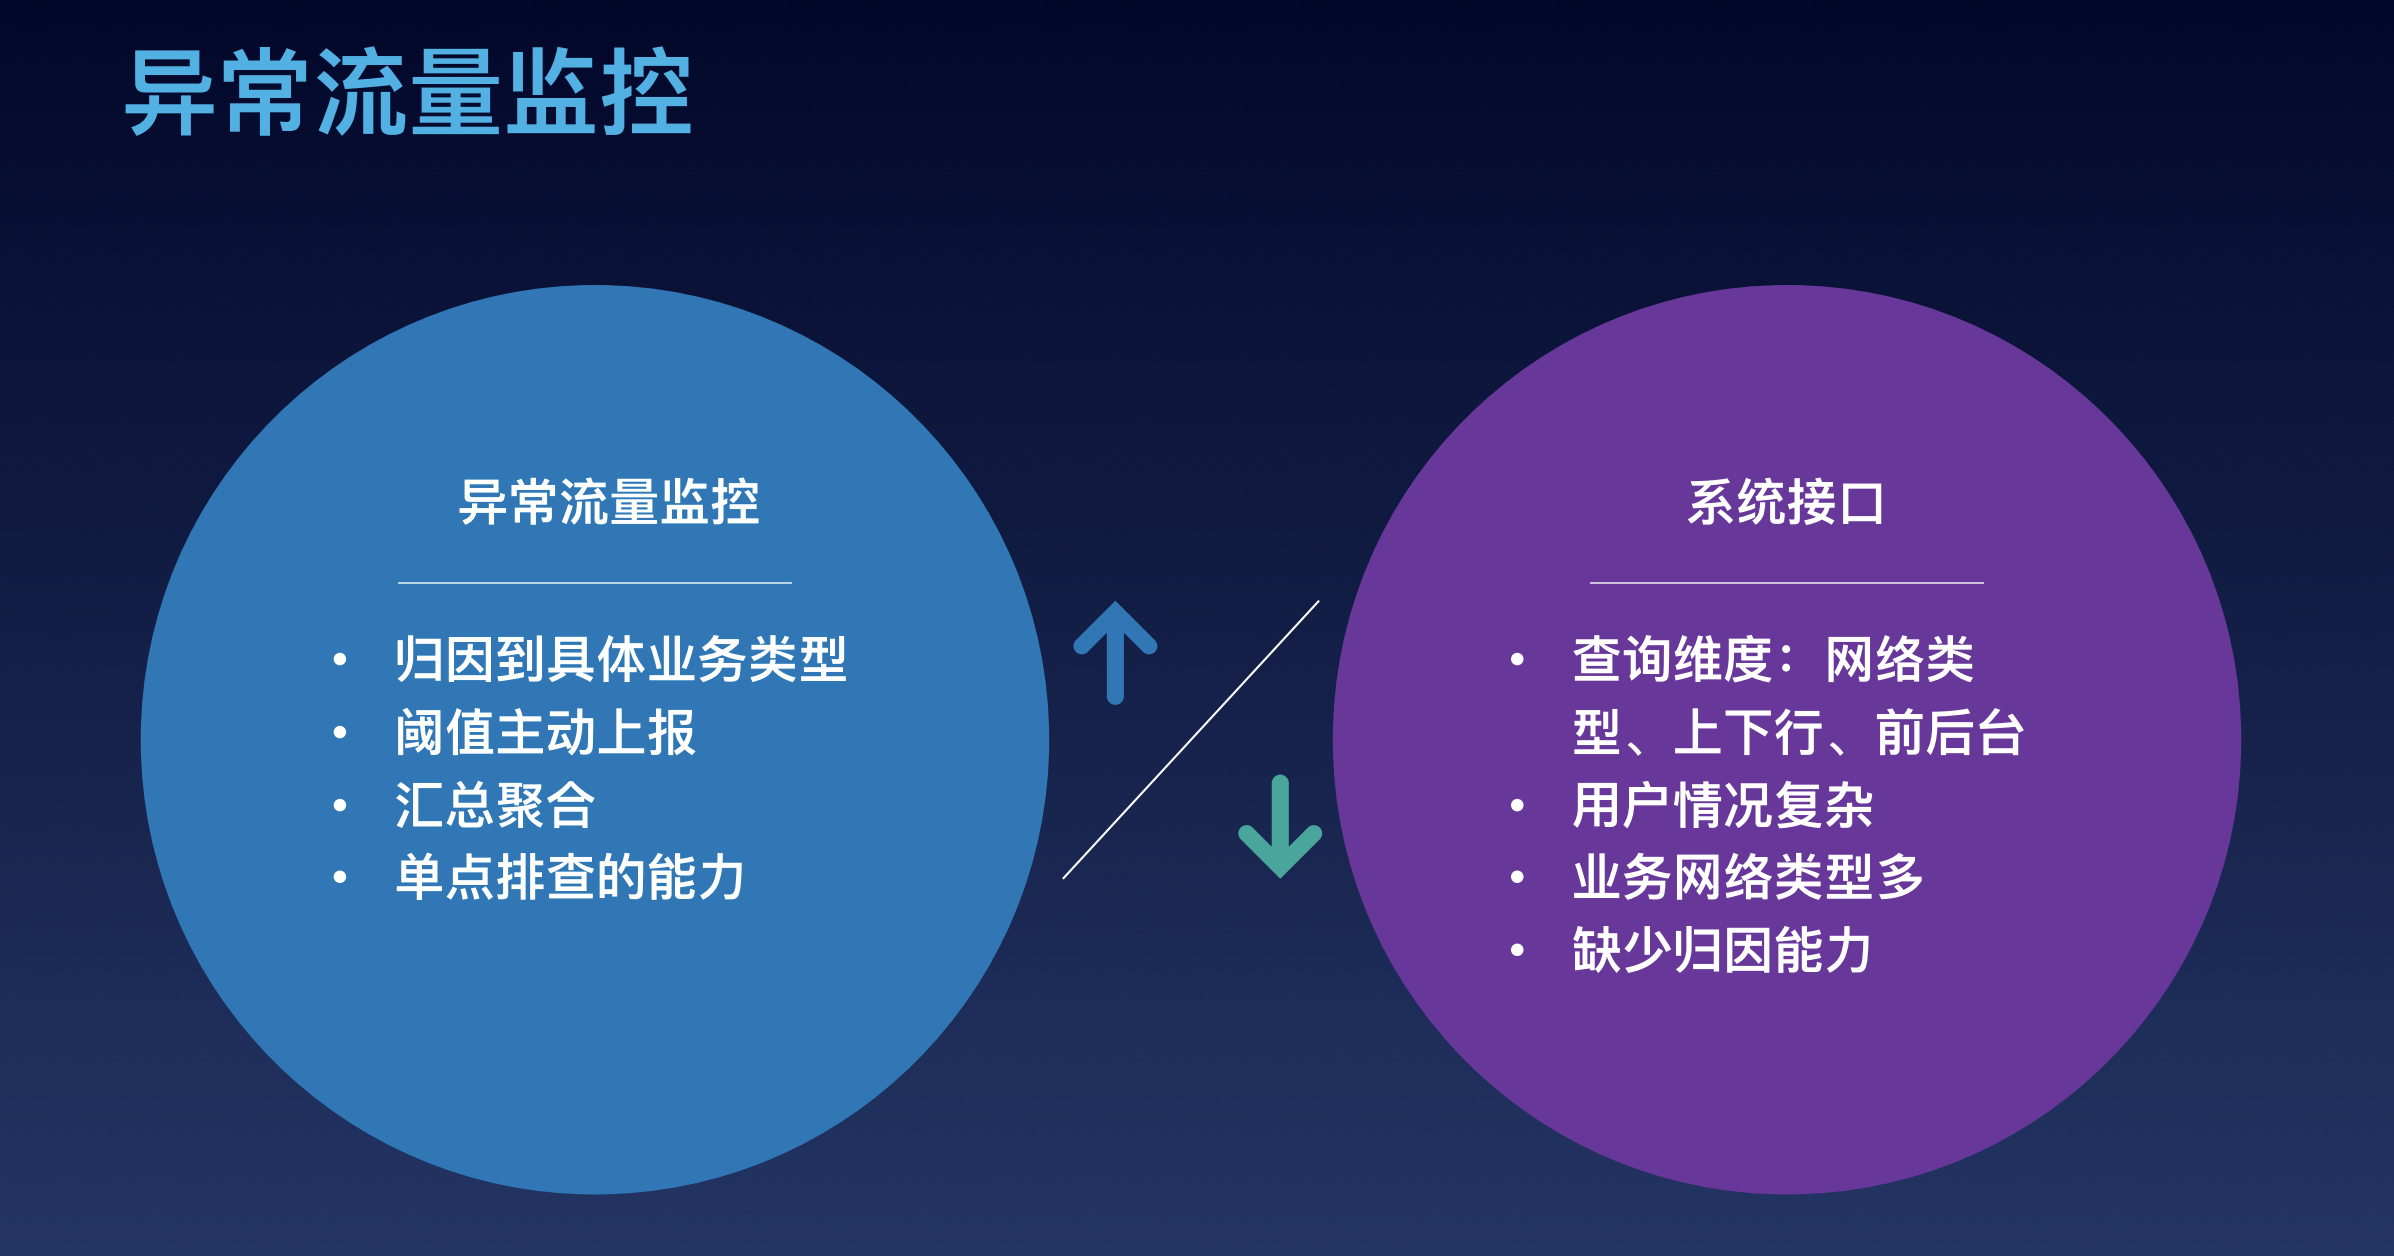 异常流量监控
异常流量监控
• 归因到具体业务类型
• 阈值主动上报
• 汇总聚合
• 单点排查的能力
系统接口
• 查询维度：网络类
型、上下行、前后台
• 用户情况复杂
• 业务网络类型多
• 缺少归因能力